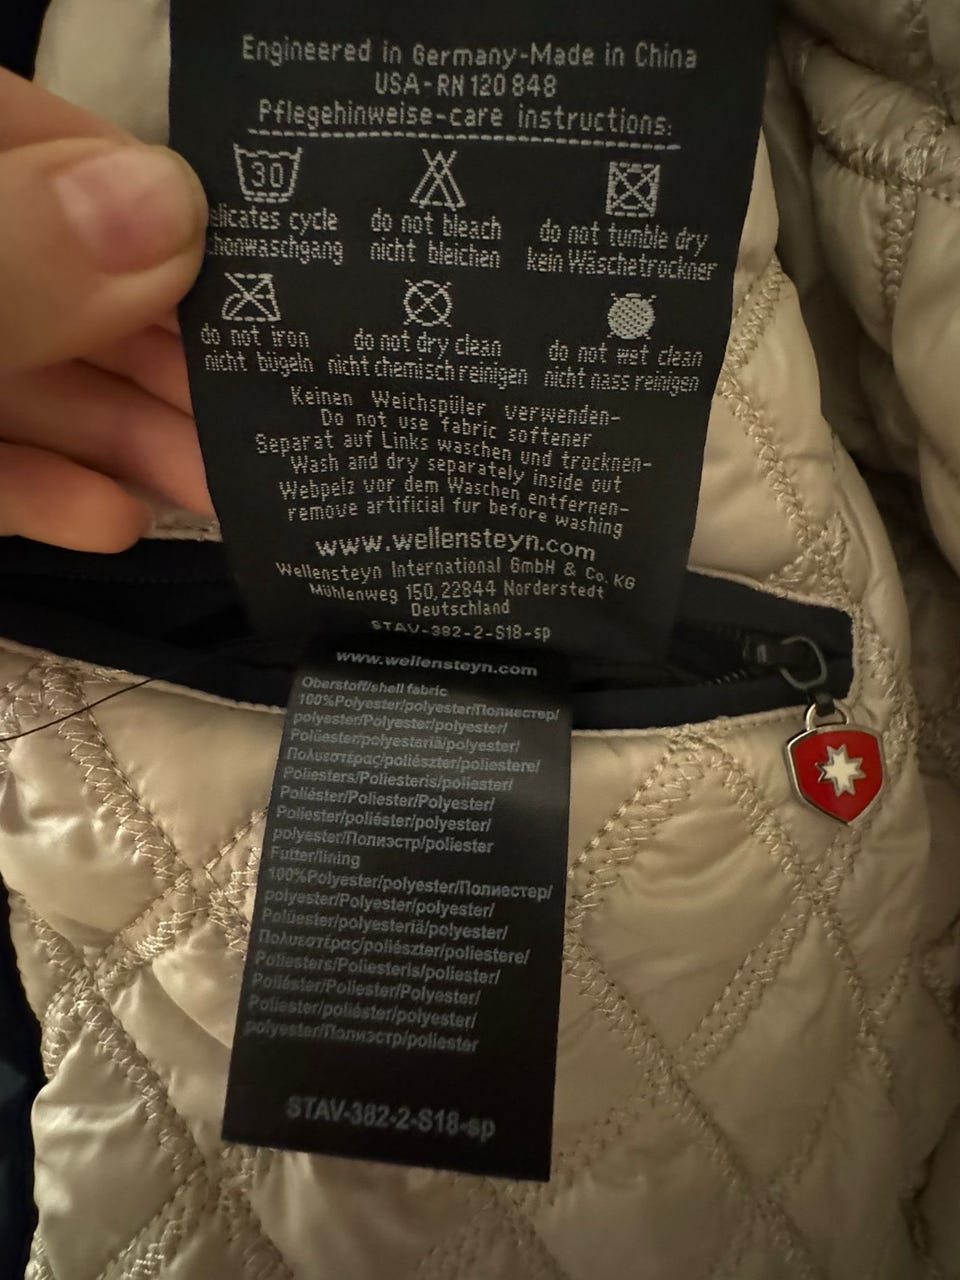 Engineered in Germany-Made in China
USA-RN 120 848
Pflegehinweise-care instructions:
30
elicates cycle
honwaschgang
do not bleach
nicht bleichen
do not tumble dry
kein Wäschetrockner
do not iron
nicht bügeln
do not dry clean
nicht chemisch reinigen
do not wet clean
nicht nass reinigen
Keinen Weichspüler verwenden-
Do not use fabric softener
Separat auf Links waschen und trocknen-
Wash and dry separately inside out
Webpelz vor dem Waschen entfernen-
remove artificial fur before washing
www.wellensteyn.com
Wellensteyn International GmbH & Co. KG
Mühlenweg 150, 22844 Norderstedt
Deutschland
STAV-382-2-S18-sp
www.wellensteyn.com
Oberstoff/shell fabric
100%Polyester/polyester/Полиестер/
polyester/Polyester/polyester/
Polüester/polyesteriä/polyester/
Πολυεστέρας/poliészter/poliestere/
Poliesters/Poliesteris/poliester/
Poliéster/Poliester/Polyester/
Poliester/poliéster/polyester/
polyester/Полиэстр/poliester
Futter/lining
100%Polyester/polyester/Полиестер/
polyester/Polyester/polyester/
Polüester/polyesteriä/polyester/
Πολυεστέρας/poliészter/poliestere/
Poliesters/Poliesteris/poliester/
Poliéster/Poliester/Polyester/
Poliester/poliéster/polyester/
polyester/Полиэстр/poliester
STAV-382-2-S18-sp